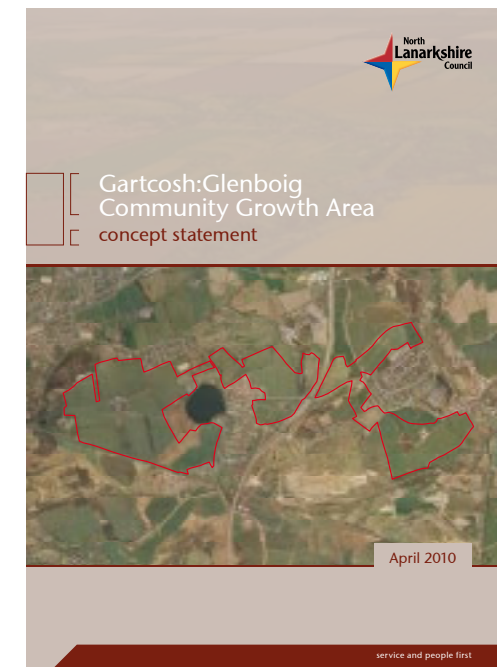 North
Lanarkshire
Council
Gartcosh:Glenboig
Community Growth Area
concept statement
April 2010
service and people first